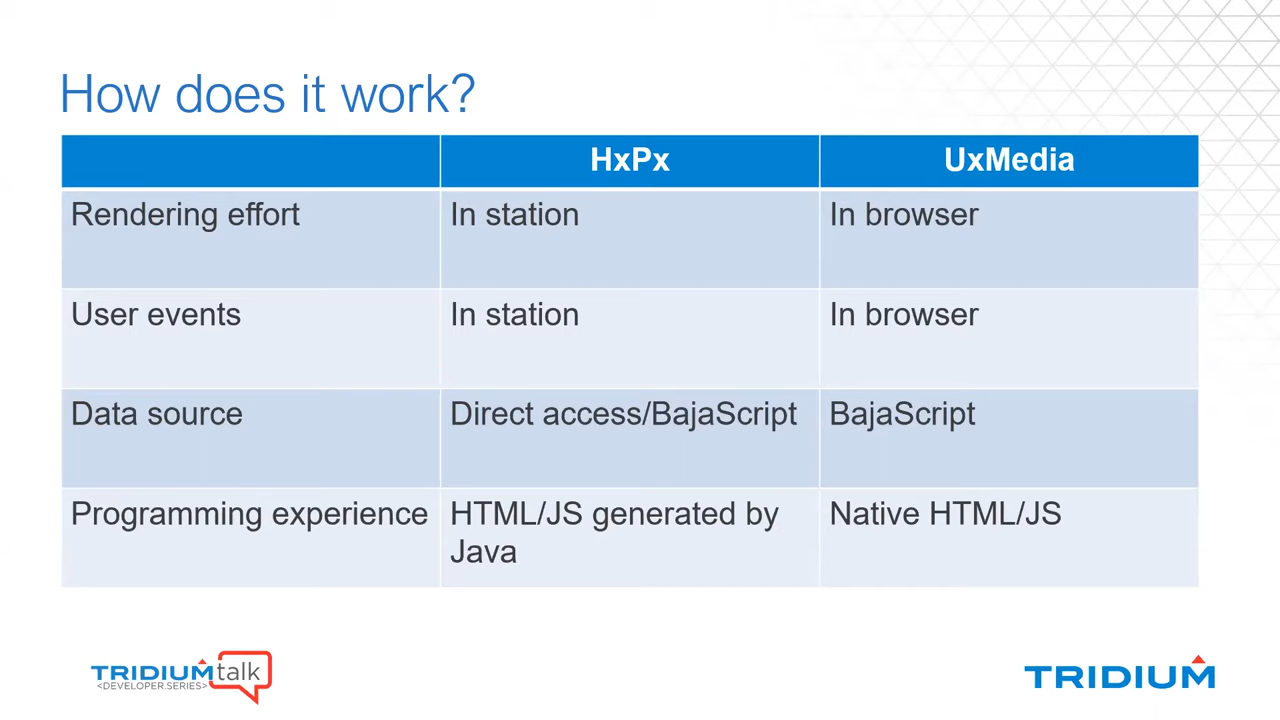 How does it work?
HxPx
UxMedia
Rendering effort
In station
In browser
User events
In station
In browser
Data source
Direct access/BajaScript
BajaScript
Programming experience
HTML/JS generated by
Java
Native HTML/JS
TRIDIUMtalk
<DEVELOPER.SERIES>
TRIDIUM